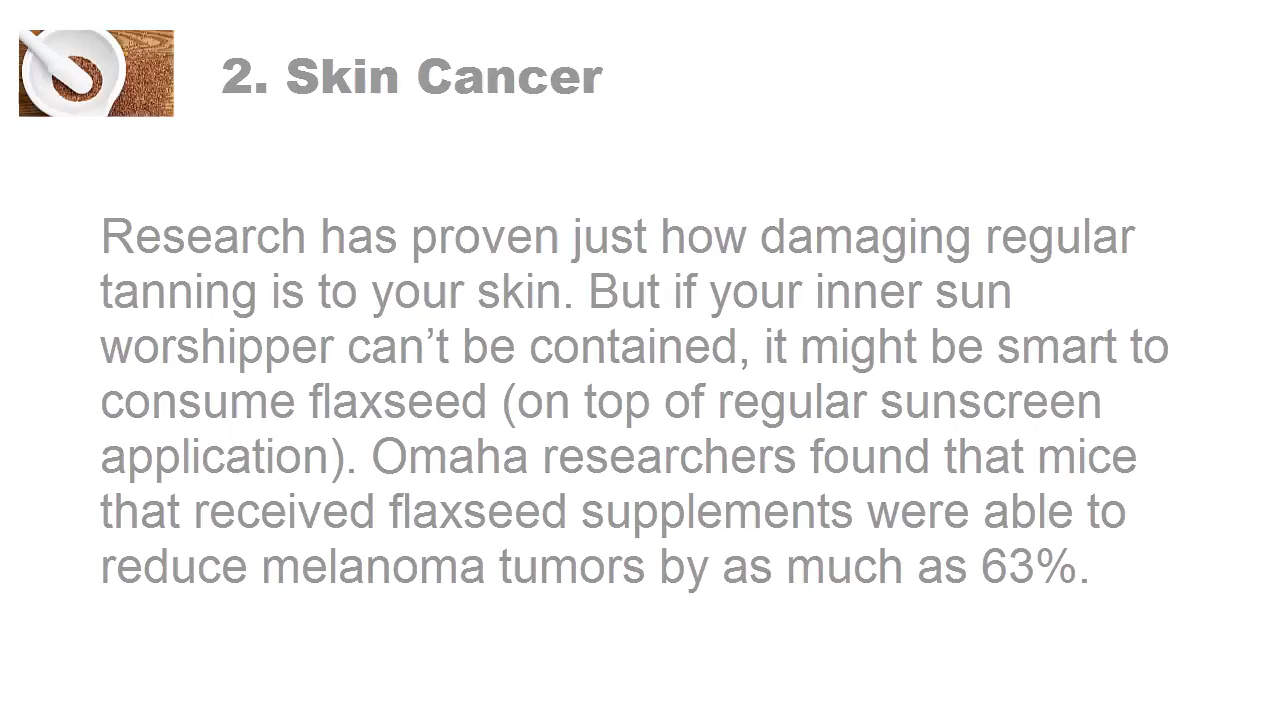 2. Skin Cancer
Research has proven just how damaging regular
tanning is to your skin. But if your inner sun
worshipper can’t be contained, it might be smart to
consume flaxseed (on top of regular sunscreen
application). Omaha researchers found that mice
that received flaxseed supplements were able to
reduce melanoma tumors by as much as 63%.